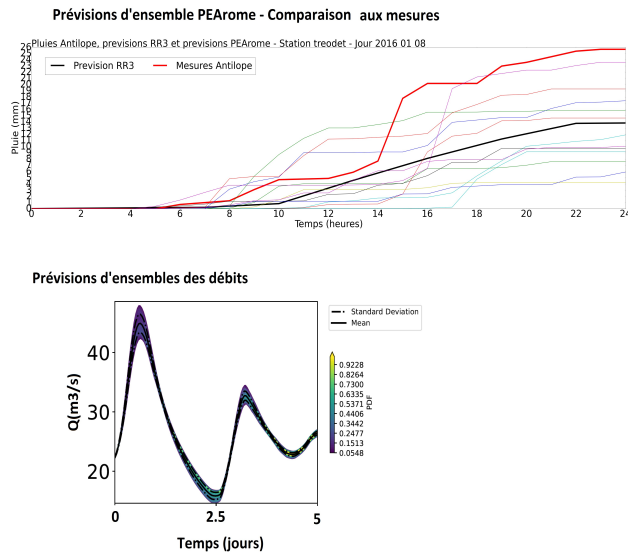 Prévisions d'ensemble PEArome - Comparaison aux mesures
Pluies Antilope, previsions RR3 et previsions PEArome - Station treodet - Jour 2016 01 08
Prevision RR3
Mesures Antilope
Pluie (mm)
26
25
24
23
22
21
20
19
18
17
16
15
14
13
12
11
10
9
8
7
6
5
4
3
2
1
0
0 2 4 6 8 10 12 14 16 18 20 22 24
Temps (heures)
Prévisions d'ensembles des débits
Standard Deviation
Mean
Q(m3/s)
40
30
20
0 2.5 5
Temps (jours)
0.9228
0.8264
0.7300
0.6335
0.5371
0.4406
0.3442
0.2477
0.1513
0.0548
PDF